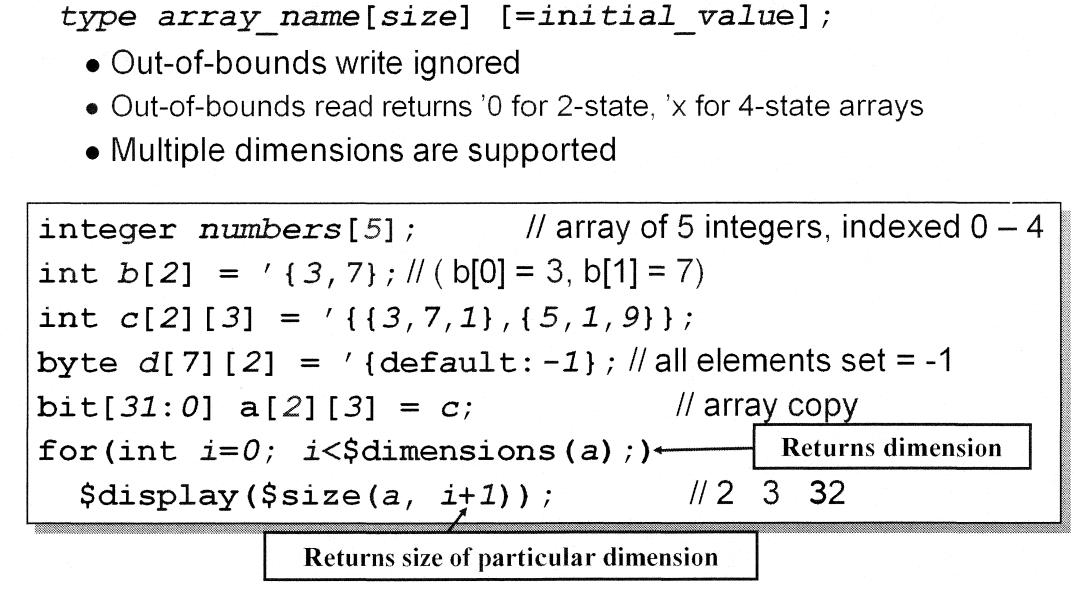 type array_name[size] [=initial_value];
• Out-of-bounds write ignored
• Out-of-bounds read returns '0 for 2-state, 'x for 4-state arrays
• Multiple dimensions are supported
integer numbers[5]; // array of 5 integers, indexed 0 – 4
int b[2] = '{3,7}; // ( b[0] = 3, b[1] = 7)
int c[2][3] = '{{3,7,1},{5,1,9}};
byte d[7][2] = '{default:-1}; // all elements set = -1
bit[31:0] a[2][3] = c; // array copy
for(int i=0; i<$dimensions(a);) Returns dimension
$display($size(a, i+1)); // 2 3 32
Returns size of particular dimension